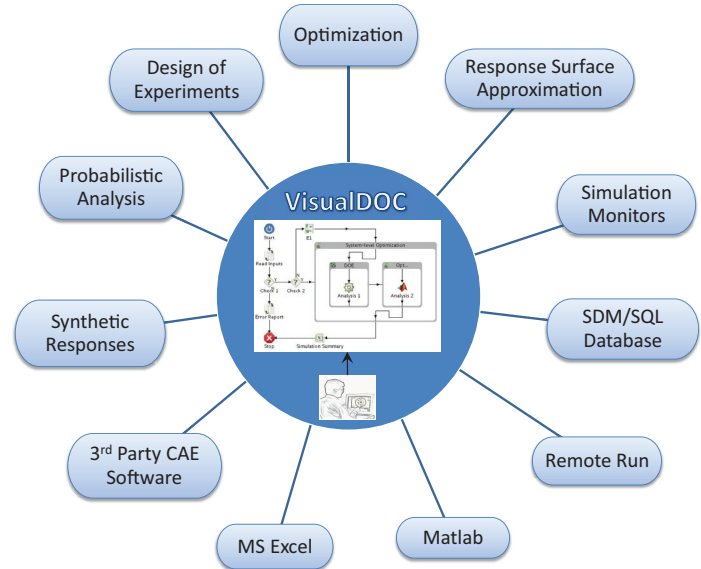 Optimization
Design of
Experiments
Response Surface
Approximation
Probabilistic
Analysis
Simulation
Monitors
VisualDOC
Start
E1
System-level Optimization
Read Inputs
DOE
Opt...
Check 1
Check 2
Y
N
Y
Analysis 1
Analysis 2
Error Report
Stop
Simulation Summary
Synthetic
Responses
SDM/SQL
Database
3rd Party CAE
Software
Remote Run
MS Excel
Matlab